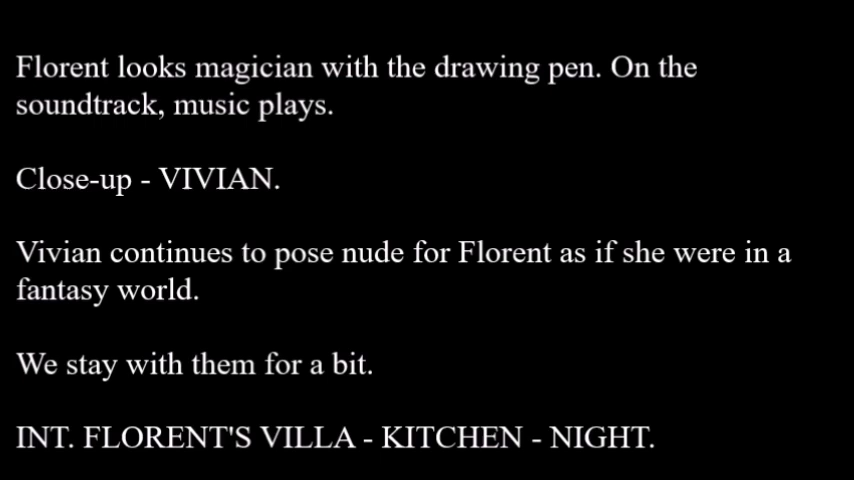 Florent looks magician with the drawing pen. On the
soundtrack, music plays.
Close-up - VIVIAN.
Vivian continues to pose nude for Florent as if she were in a
fantasy world.
We stay with them for a bit.
INT. FLORENT'S VILLA - KITCHEN - NIGHT.